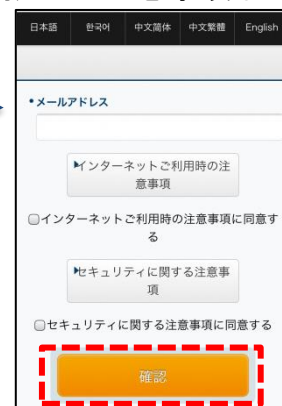 日本語 한국어 中文简体 中文繁體 English
•メールアドレス
インターネットご利用時の注
意事項
インターネットご利用時の注意事項に同意す
る
セキュリティに関する注意事
項
セキュリティに関する注意事項に同意する
確認